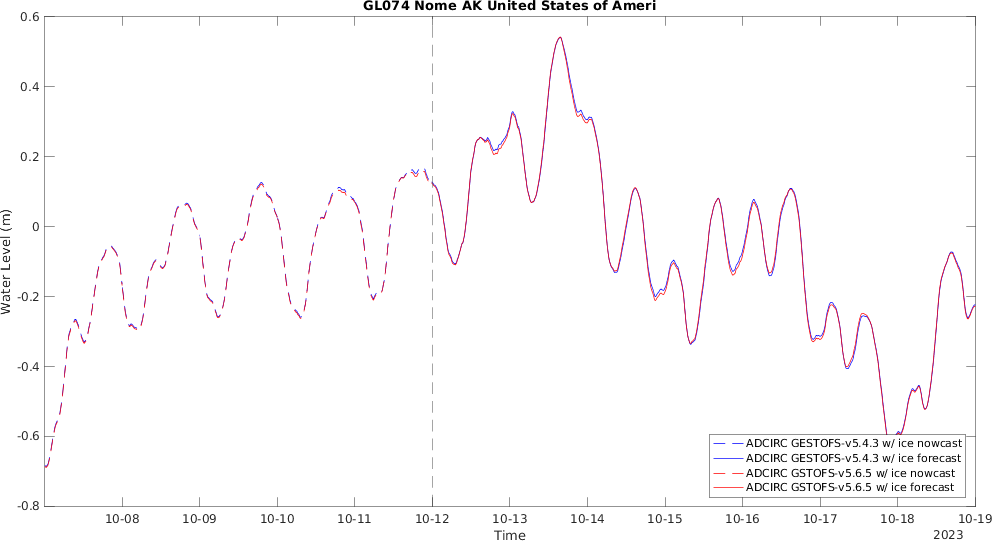 GL074 Nome AK United States of Ameri
0.6
0.4
0.2
0
-0.2
-0.4
-0.6
-0.8
Water Level (m)
ADCIRC GESTOFS-v5.4.3 w/ ice nowcast
ADCIRC GESTOFS-v5.4.3 w/ ice forecast
ADCIRC GSTOFS-v5.6.5 w/ ice nowcast
ADCIRC GSTOFS-v5.6.5 w/ ice forecast
10-08 10-09 10-10 10-11 10-12 10-13 10-14 10-15 10-16 10-17 10-18 10-19
Time
2023